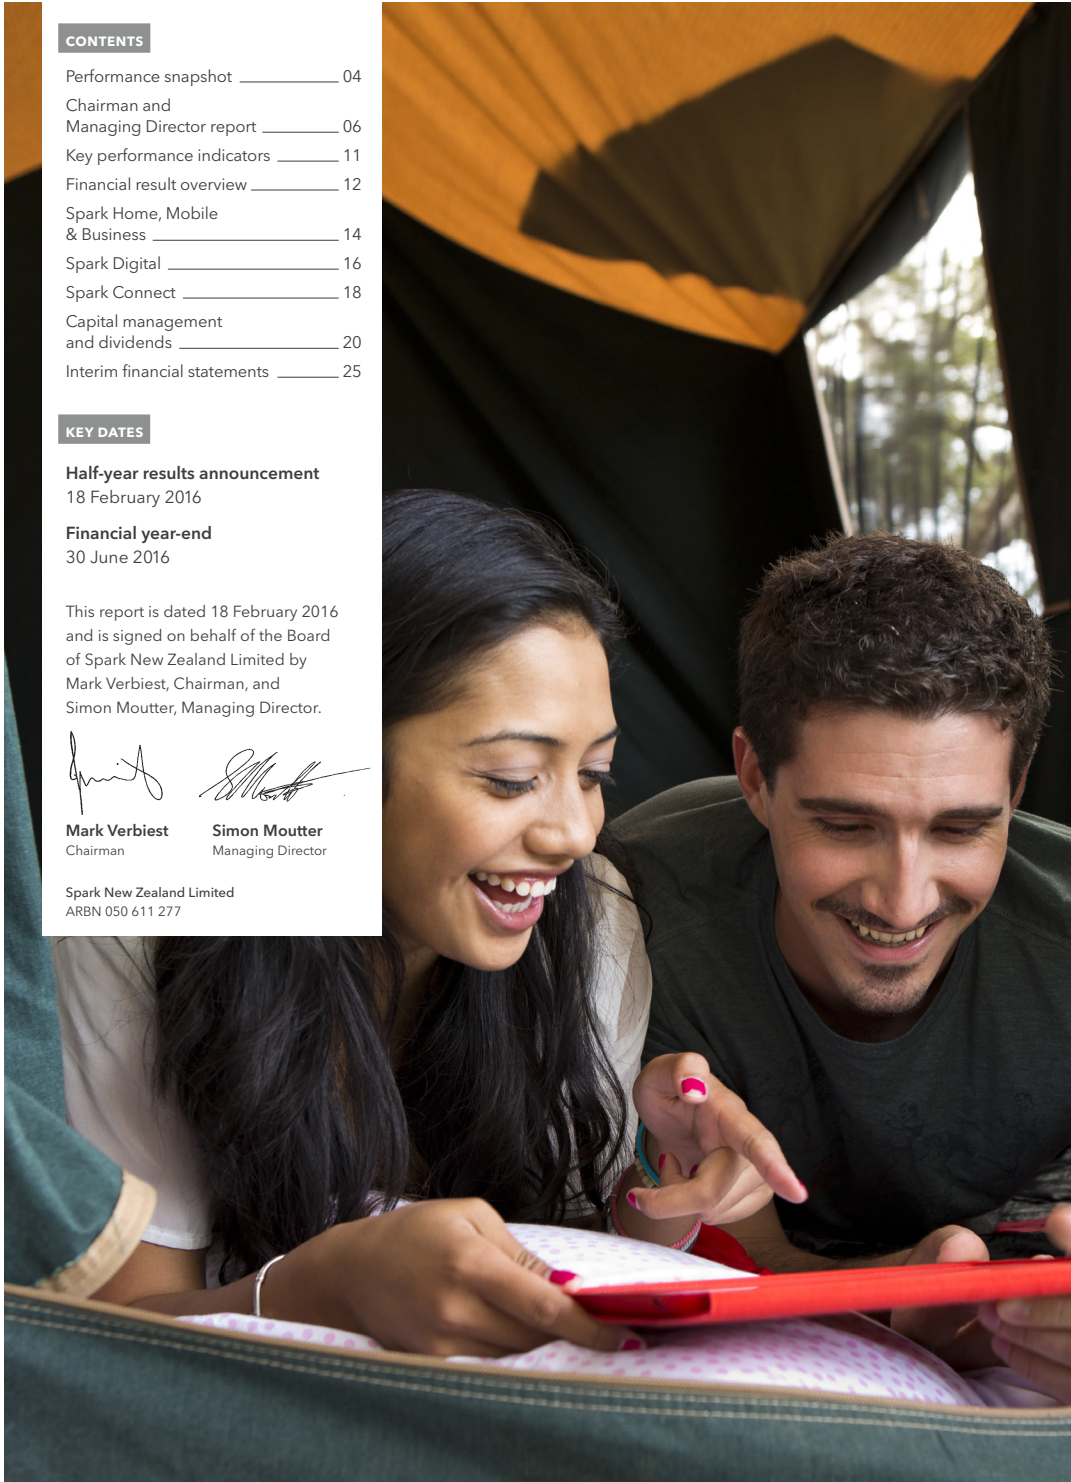 CONTENTS
Performance snapshot 04
Chairman and
Managing Director report 06
Key performance indicators 11
Financial result overview 12
Spark Home, Mobile
& Business 14
Spark Digital 16
Spark Connect 18
Capital management
and dividends 20
Interim financial statements 25
KEY DATES
Half-year results announcement
18 February 2016
Financial year-end
30 June 2016
This report is dated 18 February 2016
and is signed on behalf of the Board
of Spark New Zealand Limited by
Mark Verbiest, Chairman, and
Simon Moutter, Managing Director.
Mark Verbiest Simon Moutter
Chairman Managing Director
Spark New Zealand Limited
ARBN 050 611 277